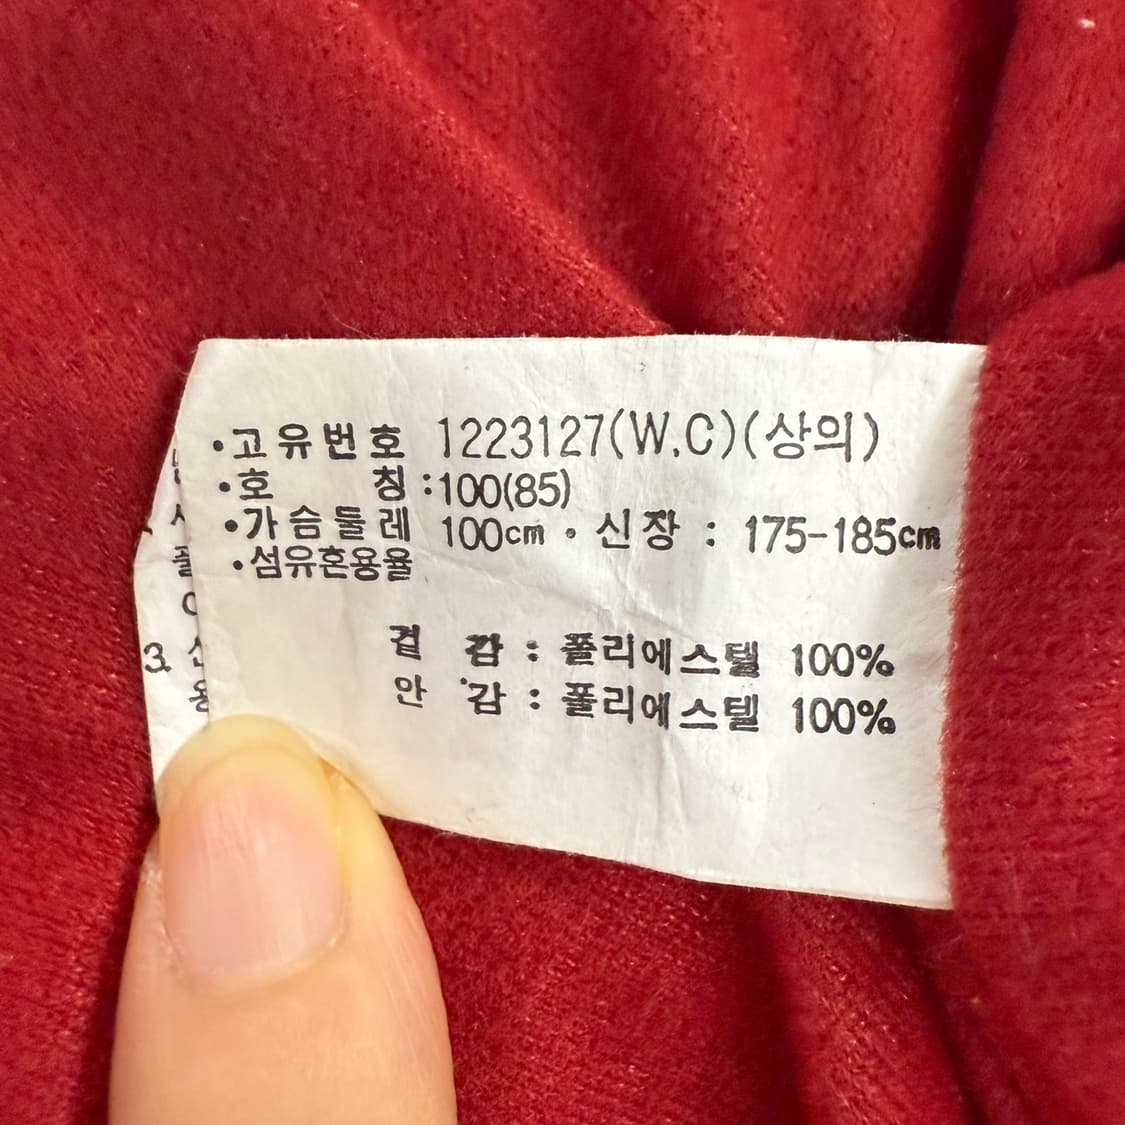 •고유번호 1223127(W.C)(상의)
•호 칭:100(85)
•가슴둘레 100cm • 신장 : 175-185cm
•섬유혼용율
겉 감 : 폴리에스텔 100%
안 감 : 폴리에스텔 100%
3.